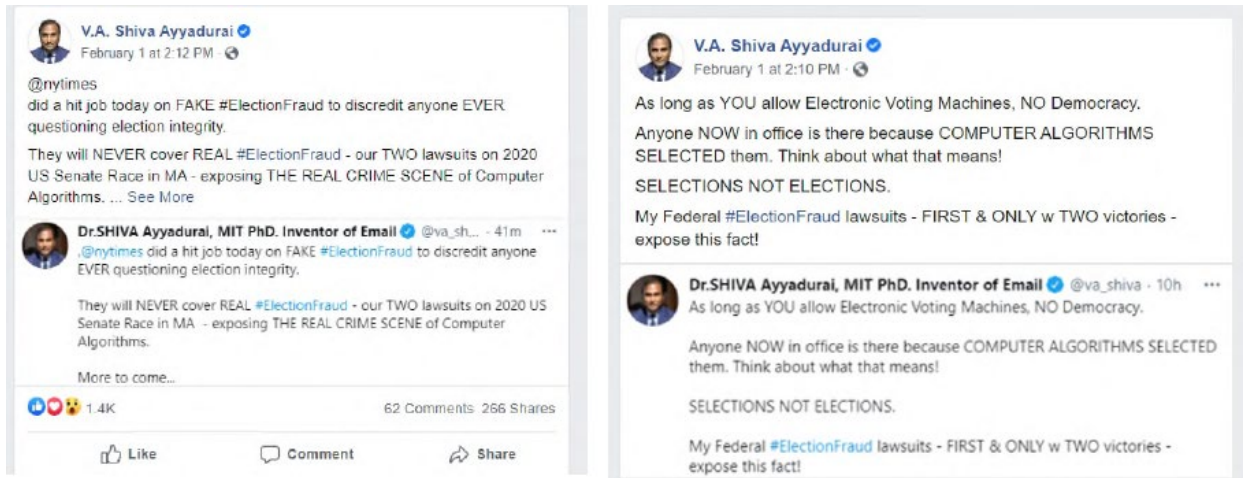 V.A. Shiva Ayyadurai
February 1 at 2:12 PM ·
@nytimes
did a hit job today on FAKE #ElectionFraud to discredit anyone EVER
questioning election integrity.
They will NEVER cover REAL #ElectionFraud - our TWO lawsuits on 2020
US Senate Race in MA - exposing THE REAL CRIME SCENE of Computer
Algorithms. ... See More
Dr.SHIVA Ayyadurai, MIT PhD. Inventor of Email @va_sh... · 41m ···
.@nytimes did a hit job today on FAKE #ElectionFraud to discredit anyone
EVER questioning election integrity.
They will NEVER cover REAL #ElectionFraud - our TWO lawsuits on 2020 US
Senate Race in MA - exposing THE REAL CRIME SCENE of Computer
Algorithms.
More to come...
1.4K 62 Comments 266 Shares
Like Comment Share
V.A. Shiva Ayyadurai
February 1 at 2:10 PM ·
As long as YOU allow Electronic Voting Machines, NO Democracy.
Anyone NOW in office is there because COMPUTER ALGORITHMS
SELECTED them. Think about what that means!
SELECTIONS NOT ELECTIONS.
My Federal #ElectionFraud lawsuits - FIRST & ONLY w TWO victories -
expose this fact!
Dr.SHIVA Ayyadurai, MIT PhD. Inventor of Email @va_shiva · 10h ···
As long as YOU allow Electronic Voting Machines, NO Democracy.
Anyone NOW in office is there because COMPUTER ALGORITHMS SELECTED
them. Think about what that means!
SELECTIONS NOT ELECTIONS.
My Federal #ElectionFraud lawsuits - FIRST & ONLY w TWO victories -
expose this fact!